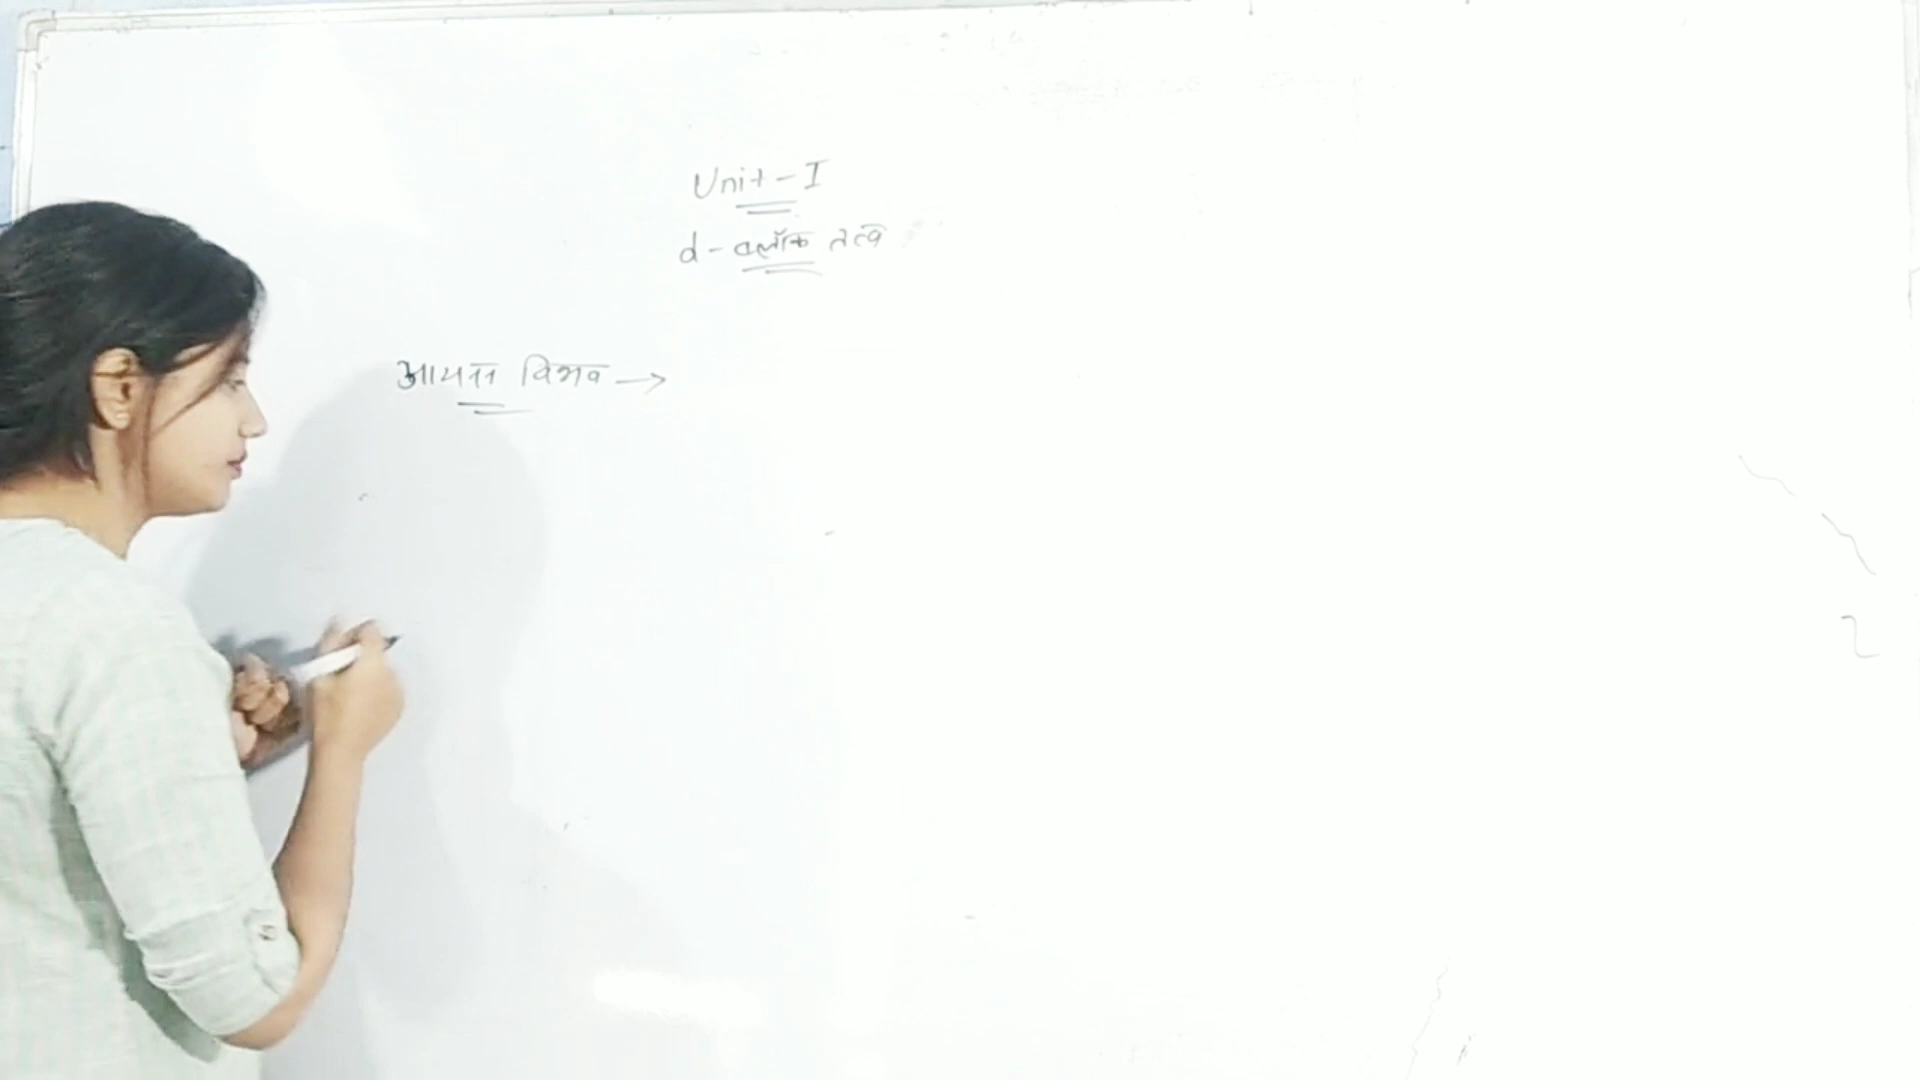 Unit - I
d - ब्लॉक तत्व
आयनन विभव →